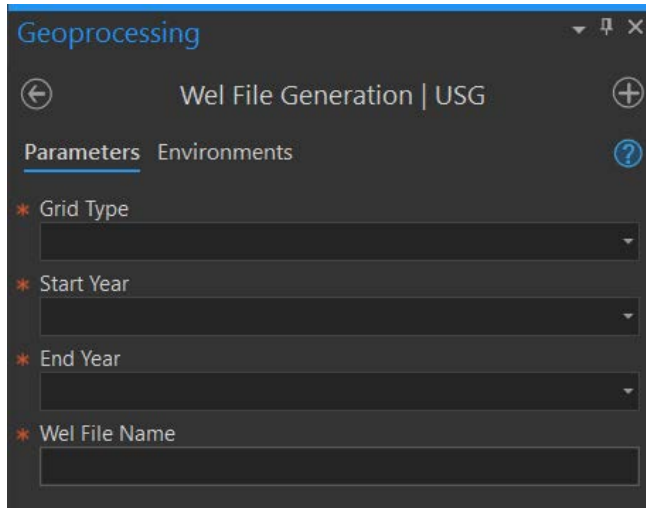 Geoprocessing
Wel File Generation | USG
Parameters Environments
* Grid Type
* Start Year
* End Year
* Wel File Name